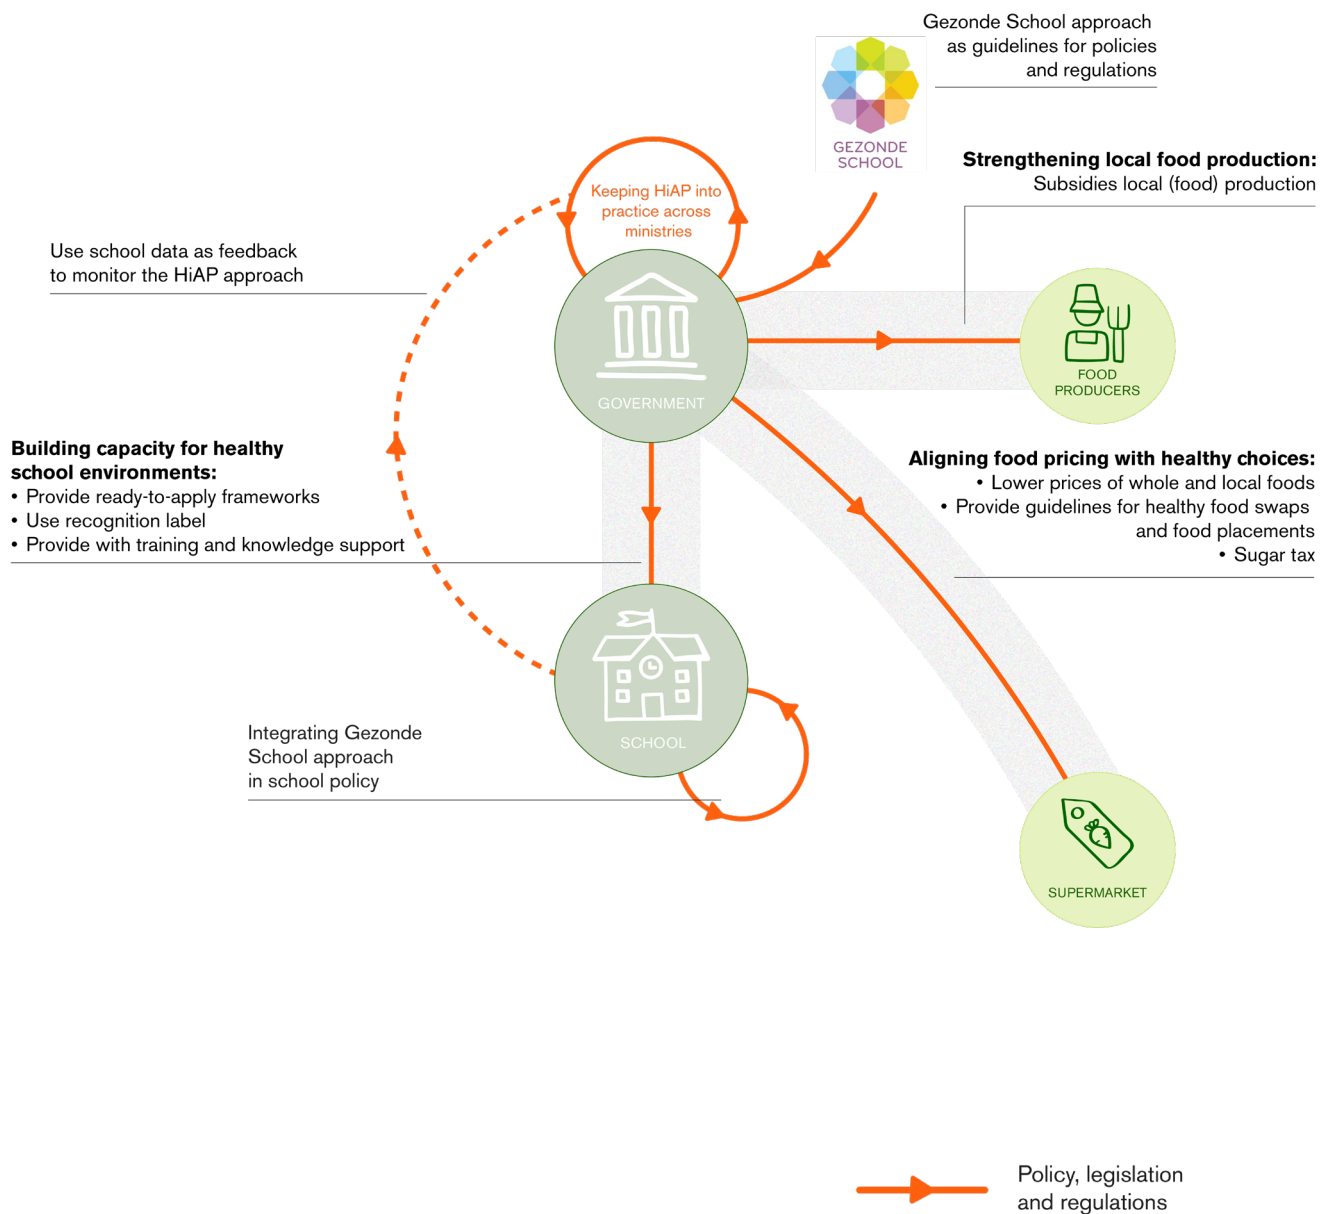 Gezonde School approach
as guidelines for policies
and regulations
GEZONDE
SCHOOL
Strengthening local food production:
Subsidies local (food) production
Keeping HiAP into
practice across
ministries
Use school data as feedback
to monitor the HiAP approach
GOVERNMENT
FOOD
PRODUCERS
Building capacity for healthy
school environments:
• Provide ready-to-apply frameworks
• Use recognition label
• Provide with training and knowledge support
Aligning food pricing with healthy choices:
• Lower prices of whole and local foods
• Provide guidelines for healthy food swaps
and food placements
• Sugar tax
SCHOOL
Integrating Gezonde
School approach
in school policy
SUPERMARKET
Policy, legislation
and regulations